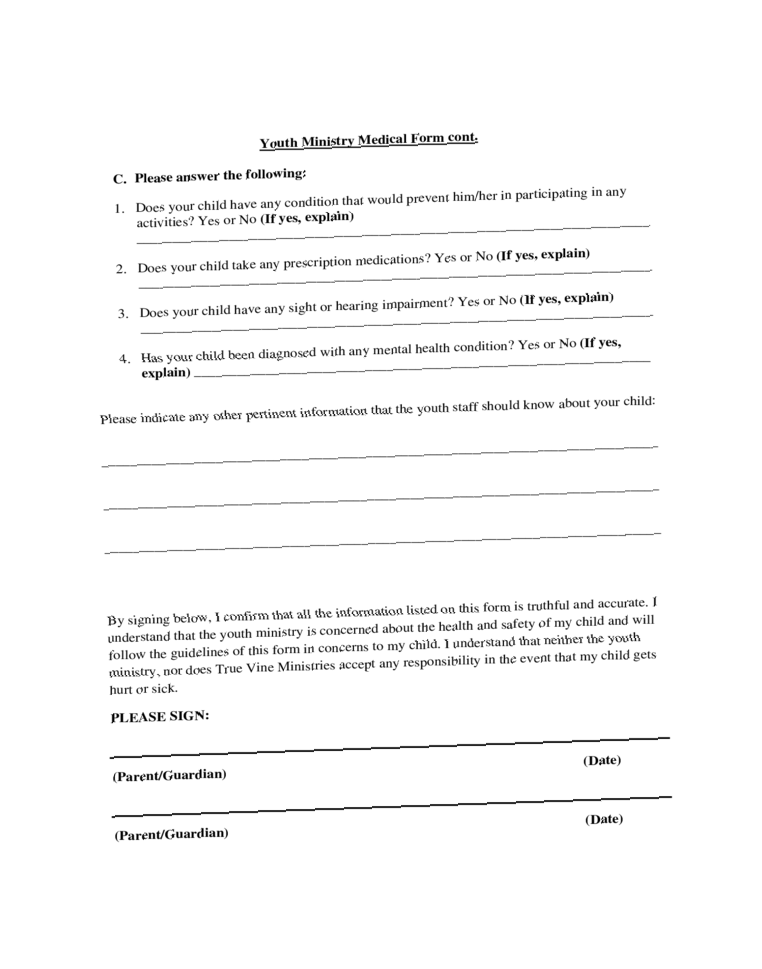 Youth Ministry Medical Form cont.
C. Please answer the following:
1. Does your child have any condition that would prevent him/her in participating in any
activities? Yes or No (If yes, explain)
2. Does your child take any prescription medications? Yes or No (If yes, explain)
3. Does your child have any sight or hearing impairment? Yes or No (If yes, explain)
4. Has your child been diagnosed with any mental health condition? Yes or No (If yes,
explain)
Please indicate any other pertinent information that the youth staff should know about your child:
By signing below, I confirm that all the information listed on this form is truthful and accurate. I
understand that the youth ministry is concerned about the health and safety of my child and will
follow the guidelines of this form in concerns to my child. I understand that neither the youth
ministry, nor does True Vine Ministries accept any responsibility in the event that my child gets
hurt or sick.
PLEASE SIGN:
(Parent/Guardian) (Date)
(Parent/Guardian) (Date)